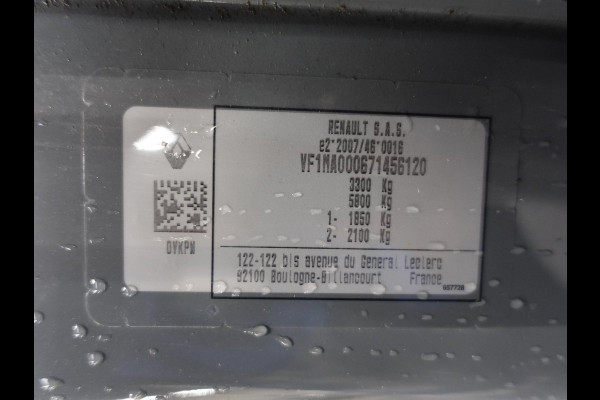 RENAULT S.A.S.
e2*2007/46*0016
VF1MA000671456120
3300 Kg
5800 Kg
1- 1850 Kg
2- 2100 Kg
OVKPN
122-122 bis avenue du General Leclerc
92100 Boulogne-Billancourt France